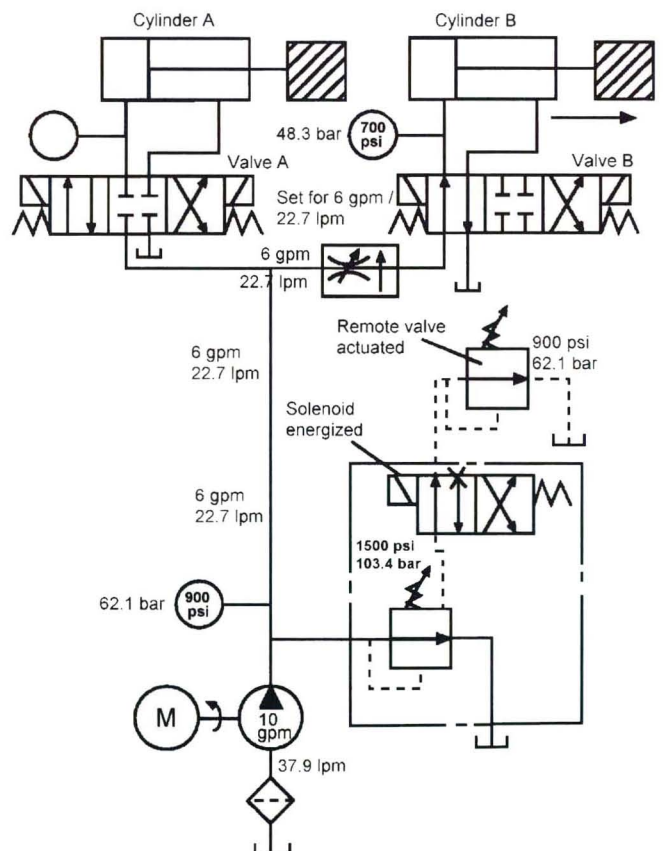 Cylinder A
Cylinder B
48.3 bar
700
psi
Valve A
Valve B
Set for 6 gpm /
22.7 lpm
6 gpm
22.7 lpm
Remote valve
actuated
900 psi
62.1 bar
6 gpm
22.7 lpm
Solenoid
energized
6 gpm
22.7 lpm
1500 psi
103.4 bar
62.1 bar
900
psi
M
10
gpm
37.9 lpm